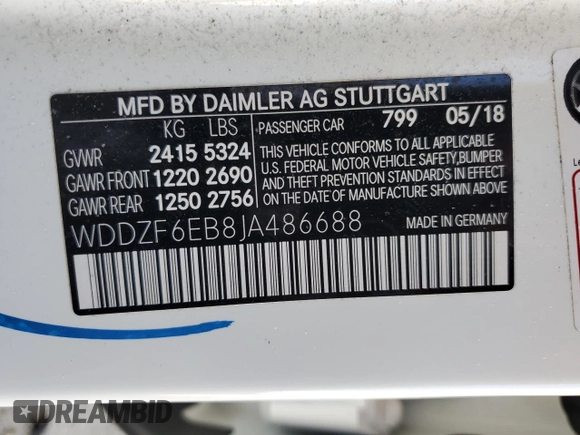 MFD BY DAIMLER AG STUTTGART
KG LBS
PASSENGER CAR 799 05/18
GVWR 2415 5324
GAWR FRONT 1220 2690
GAWR REAR 1250 2756
THIS VEHICLE CONFORMS TO ALL APPLICABLE
U.S. FEDERAL MOTOR VEHICLE SAFETY, BUMPER
AND THEFT PREVENTION STANDARDS
IN EFFECT ON THE DATE OF
MANUFACTURE SHOWN ABOVE.
WDDZF6EB8JA486688
MADE IN GERMANY
DREAMBID